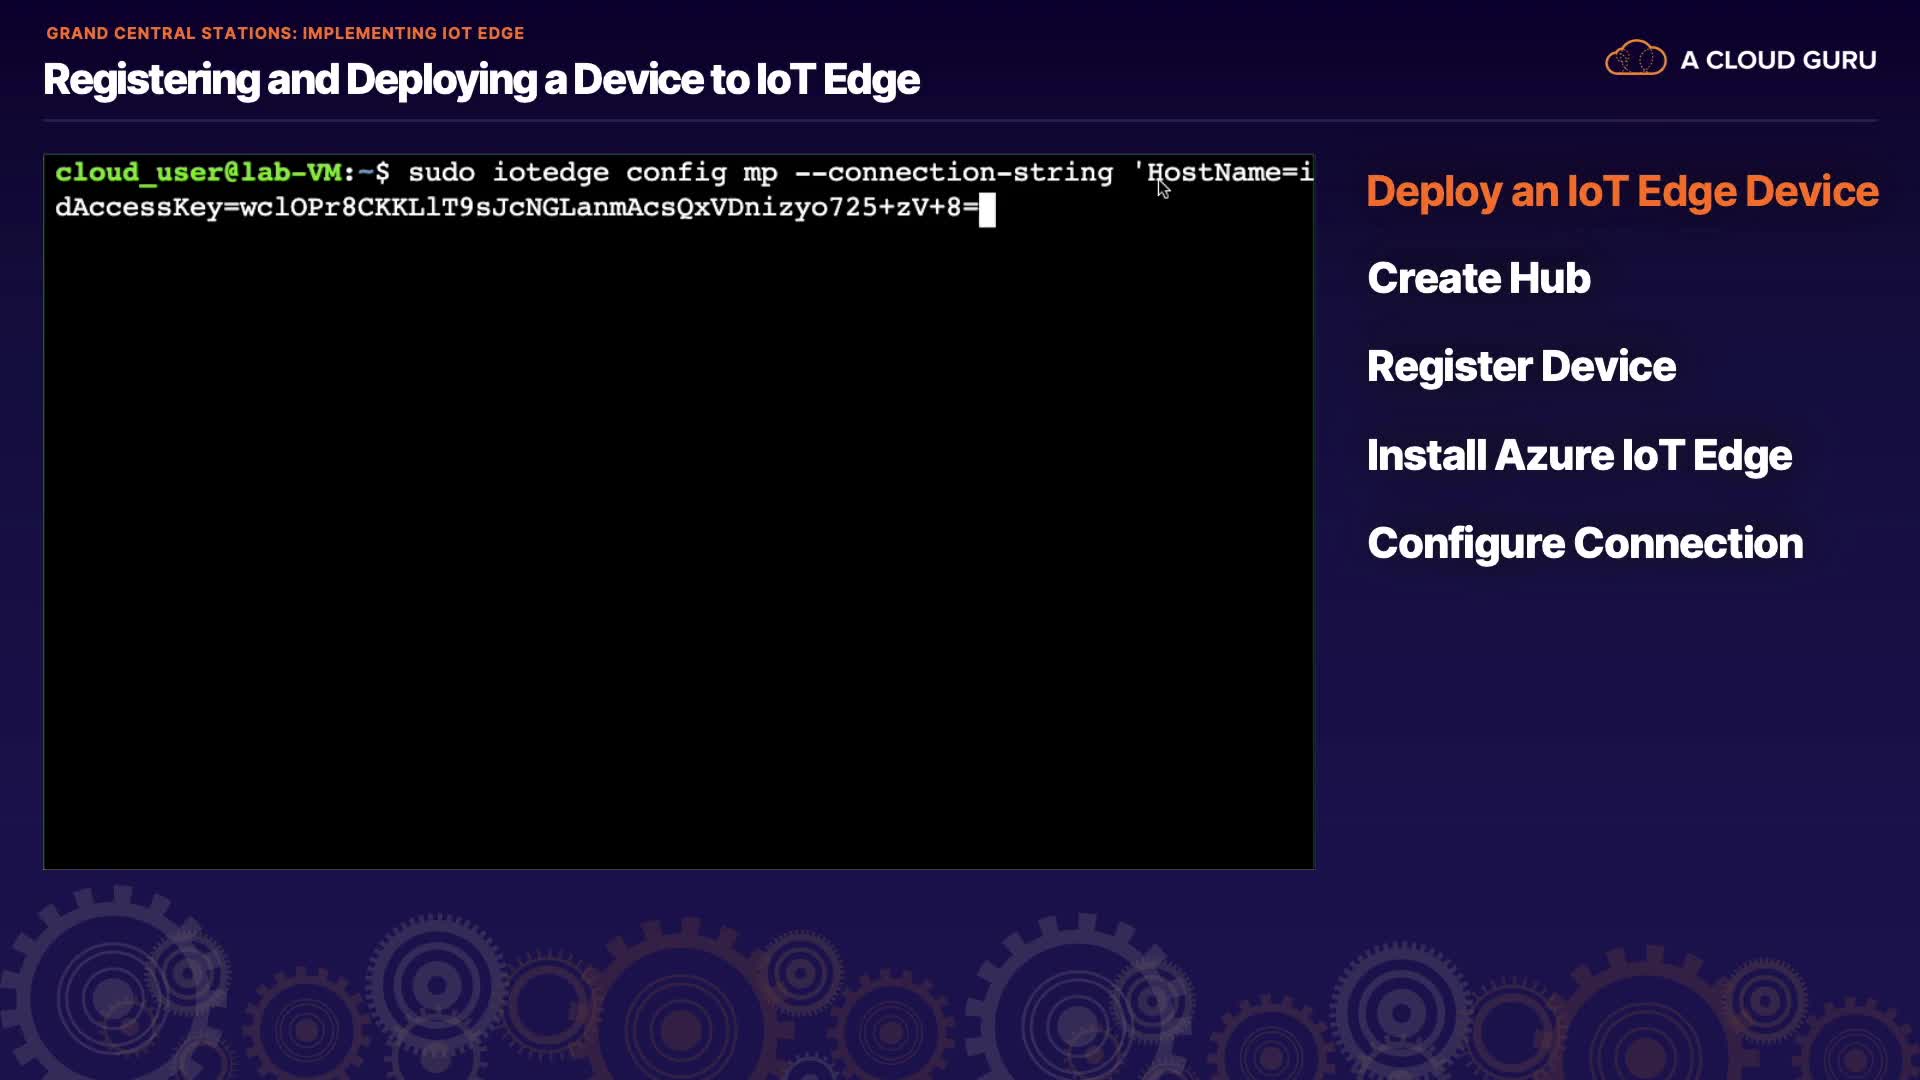 GRAND CENTRAL STATIONS: IMPLEMENTING IOT EDGE
Registering and Deploying a Device to IoT Edge
A CLOUD GURU
cloud_user@lab-VM:~$ sudo iotedge config mp --connection-string 'HostName=i
dAccessKey=wclOPr8CKKLlT9sJcNGLanmAcsQxVDnizyo725+zV+8=
Deploy an IoT Edge Device
Create Hub
Register Device
Install Azure IoT Edge
Configure Connection